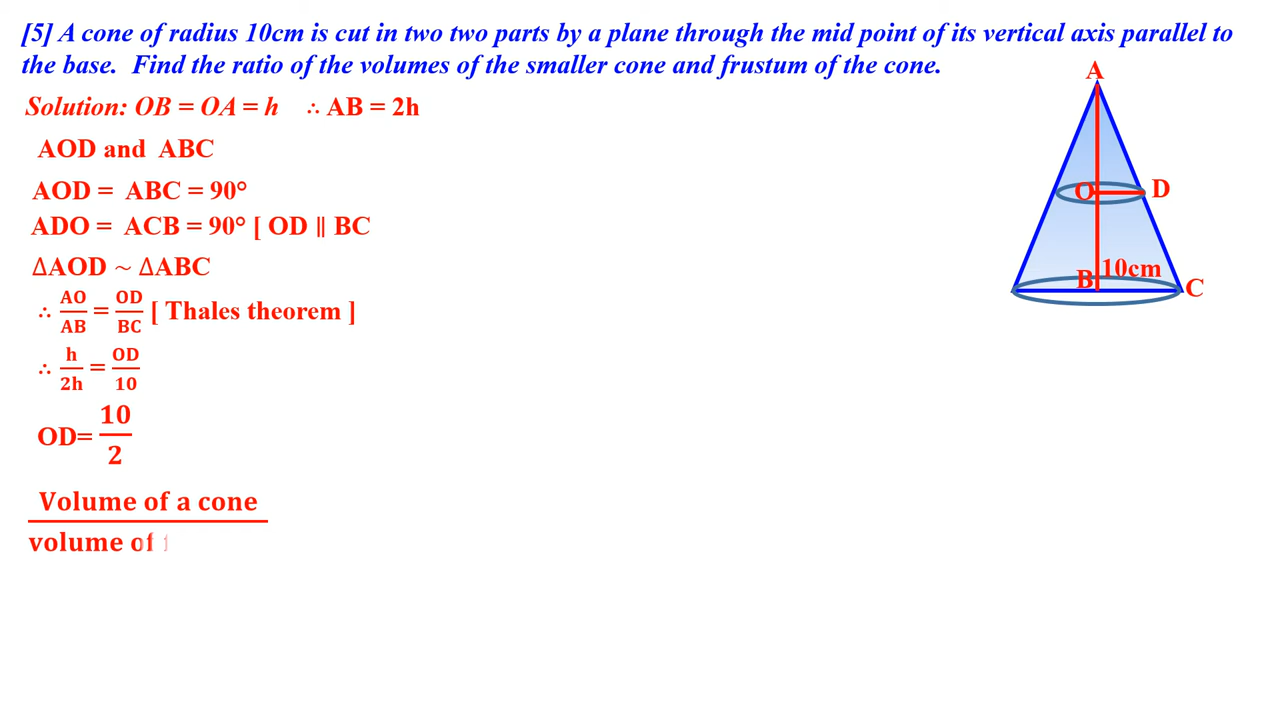 [5] A cone of radius 10cm is cut in two two parts by a plane through the mid point of its vertical axis parallel to
the base. Find the ratio of the volumes of the smaller cone and frustum of the cone.
Solution: OB = OA = h ∴ AB = 2h
AOD and ABC
AOD = ABC = 90°
ADO = ACB = 90° [ OD ∥ BC
∆AOD ~ ∆ABC
∴ AO/AB = OD/BC [ Thales theorem ]
∴ h/2h = OD/10
OD= 10/2
Volume of a cone
volume of
A
O
D
B
10cm
C